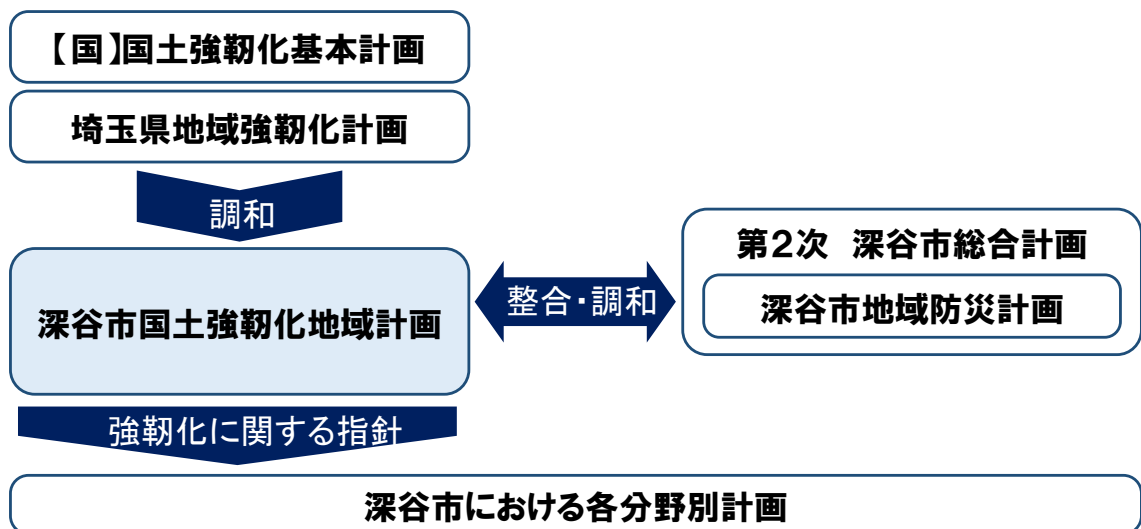 【国】国土強靭化基本計画
埼玉県地域強靭化計画
調和
深谷市国土強靭化地域計画
整合・調和
第2次　深谷市総合計画
深谷市地域防災計画
強靭化に関する指針
深谷市における各分野別計画